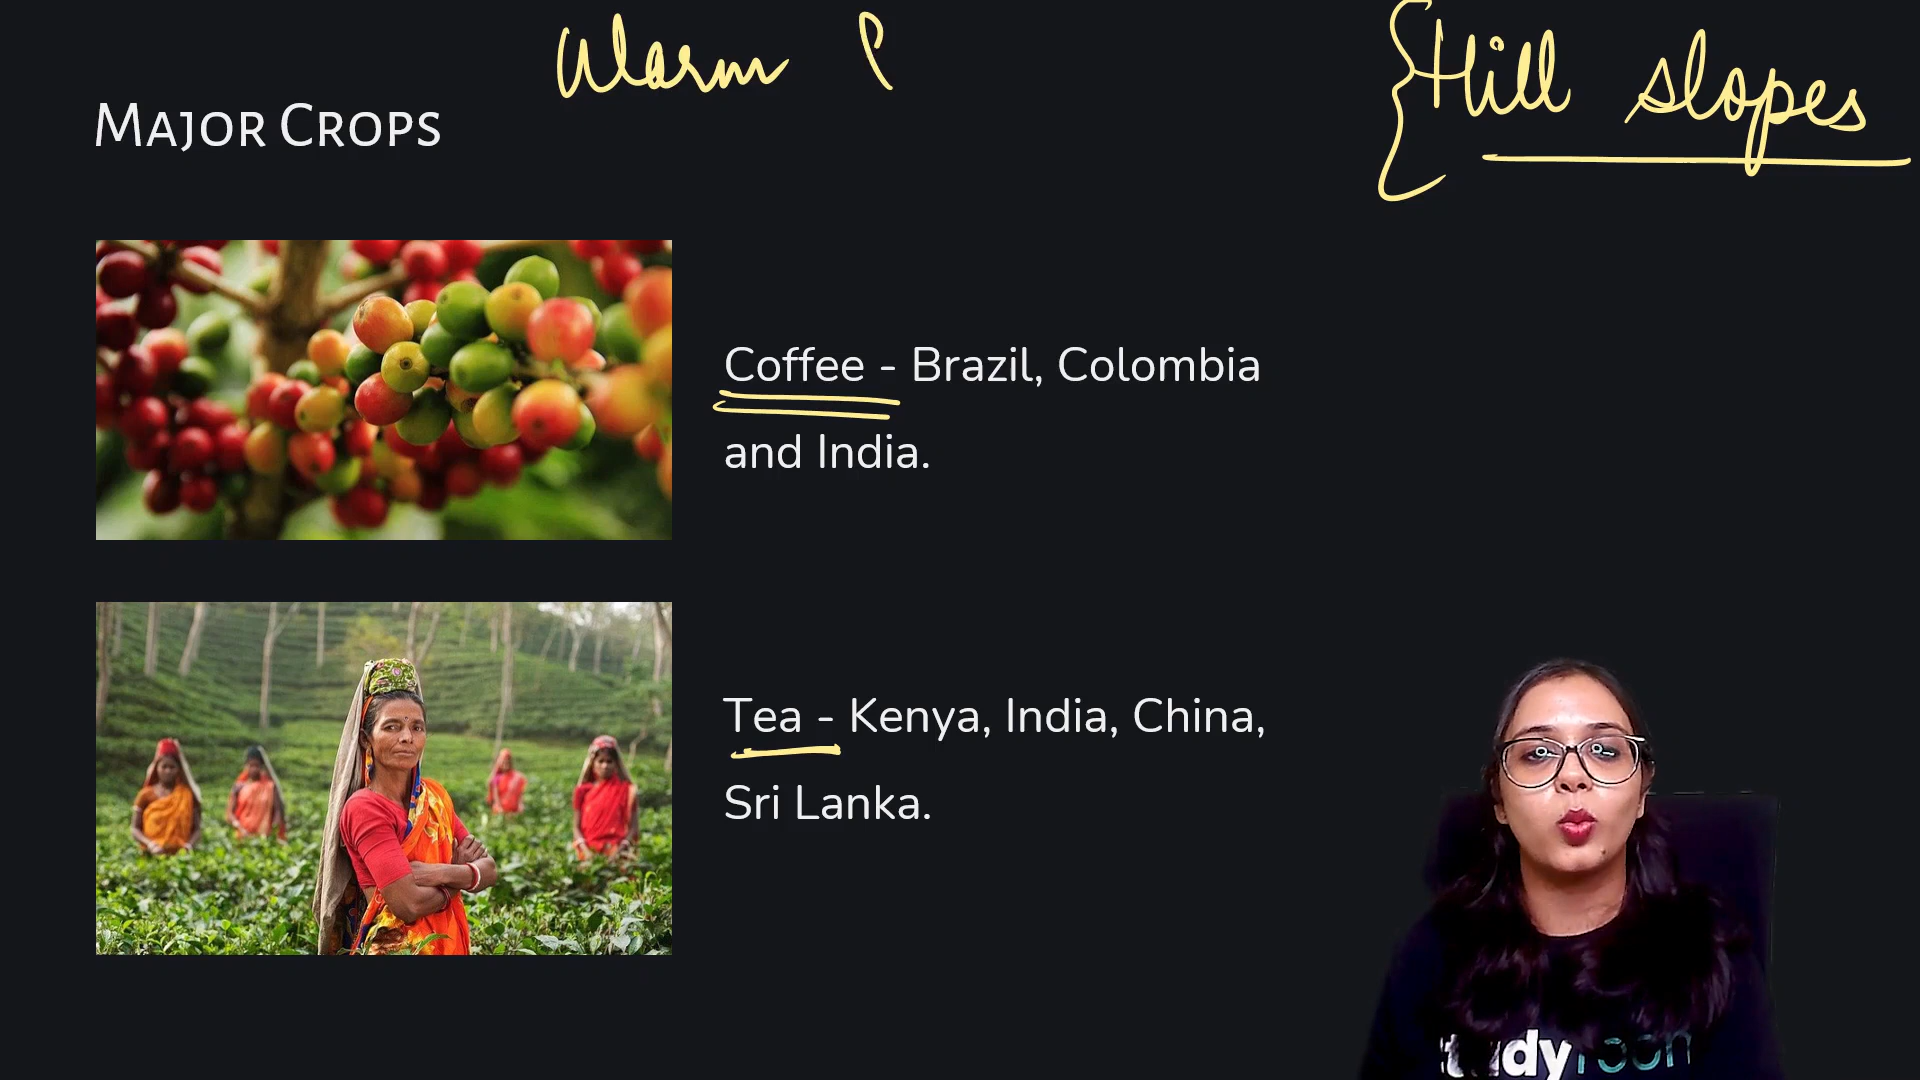 Warm
{Hill slopes
Major Crops
Coffee - Brazil, Colombia
and India.
Tea - Kenya, India, China,
Sri Lanka.